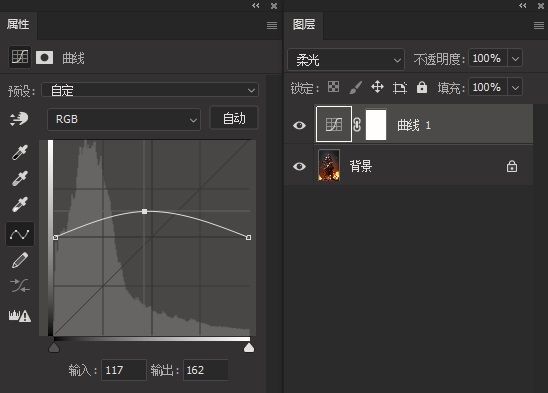 属性
曲线
预设: 自定
RGB
自动
输入: 117 输出: 162
图层
柔光 不透明度: 100%
锁定: 填充: 100%
曲线 1
背景